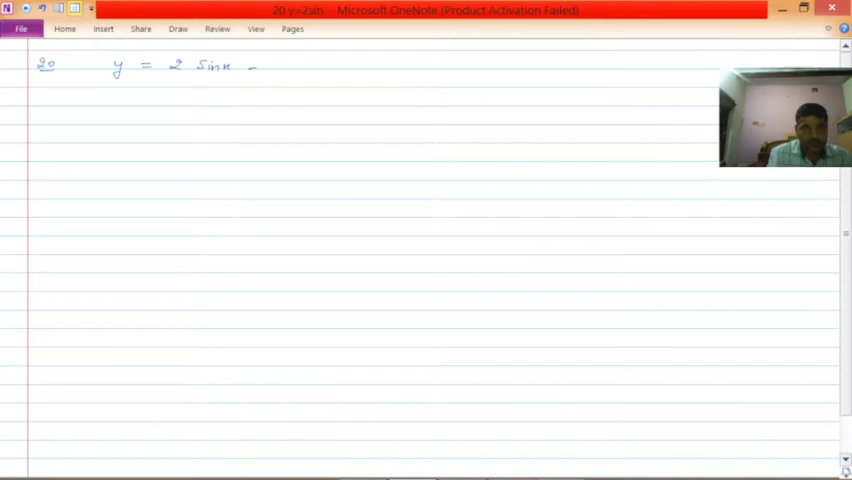 20 y=2sin - Microsoft OneNote (Product Activation Failed)
File Home Insert Share Draw Review View Pages
20 y = 2 sinx -